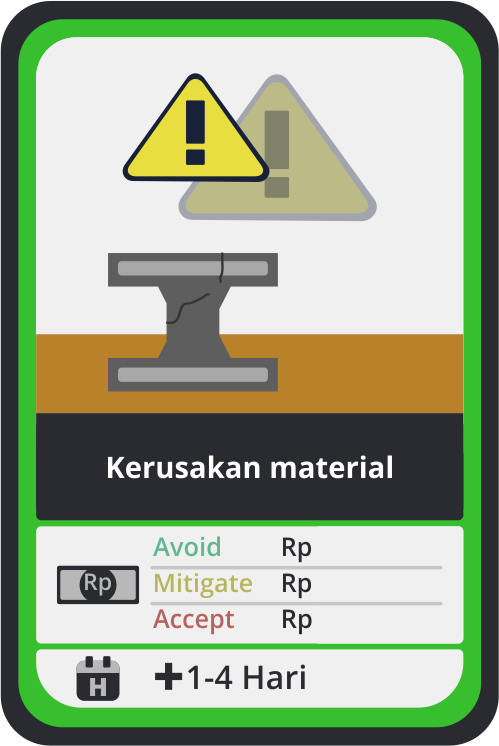 Kerusakan material
Avoid Rp
Rp
Mitigate Rp
Accept Rp
H
+1-4 Hari